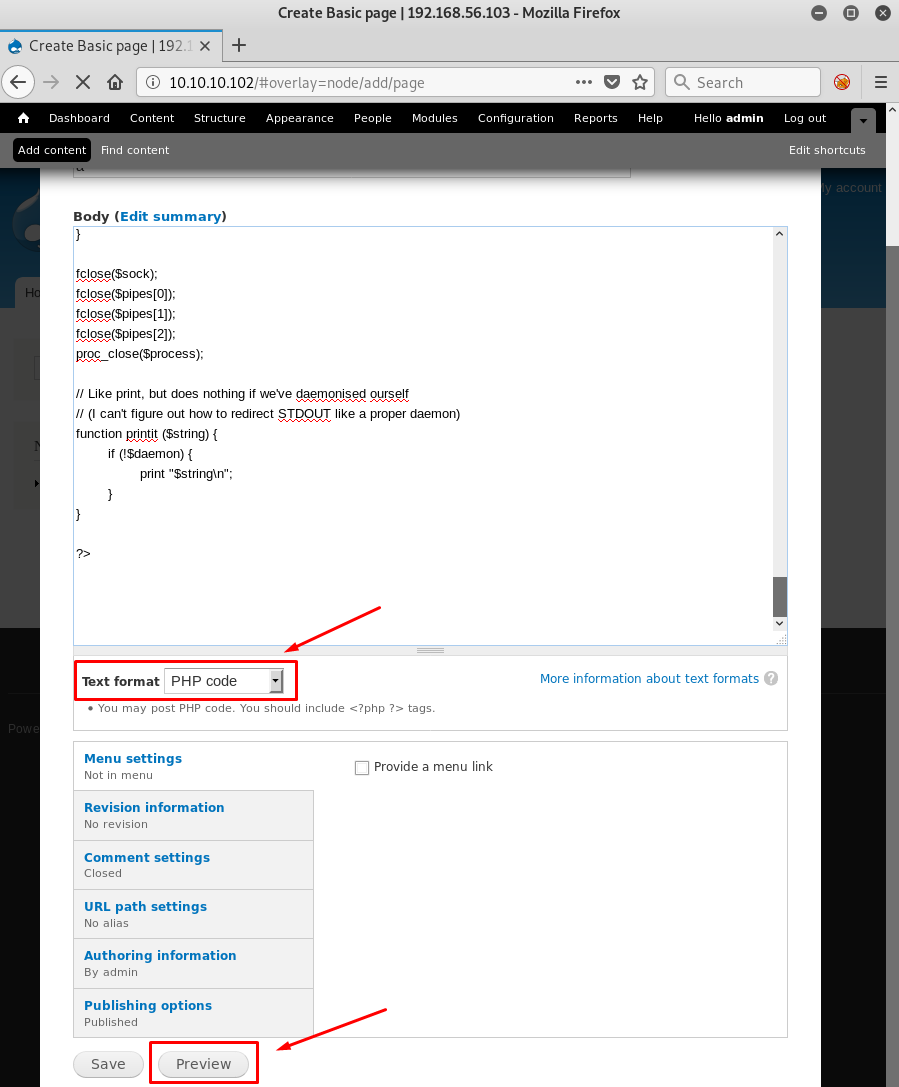 Create Basic page | 192.168.56.103 - Mozilla Firefox
Create Basic page | 192.1
10.10.10.102/#overlay=node/add/page
Search
Dashboard Content Structure Appearance People Modules Configuration Reports Help Hello admin Log out
Add content Find content Edit shortcuts
My account
Body (Edit summary)
}
fclose($sock);
fclose($pipes[0]);
fclose($pipes[1]);
fclose($pipes[2]);
proc_close($process);
// Like print, but does nothing if we've daemonised ourself
// (I can't figure out how to redirect STDOUT like a proper daemon)
function printit ($string) {
if (!$daemon) {
print "$string\n";
}
}
?>
Text format PHP code
More information about text formats ?
• You may post PHP code. You should include <?php ?> tags.
Menu settings
Not in menu
Provide a menu link
Revision information
No revision
Comment settings
Closed
URL path settings
No alias
Authoring information
By admin
Publishing options
Published
Save Preview